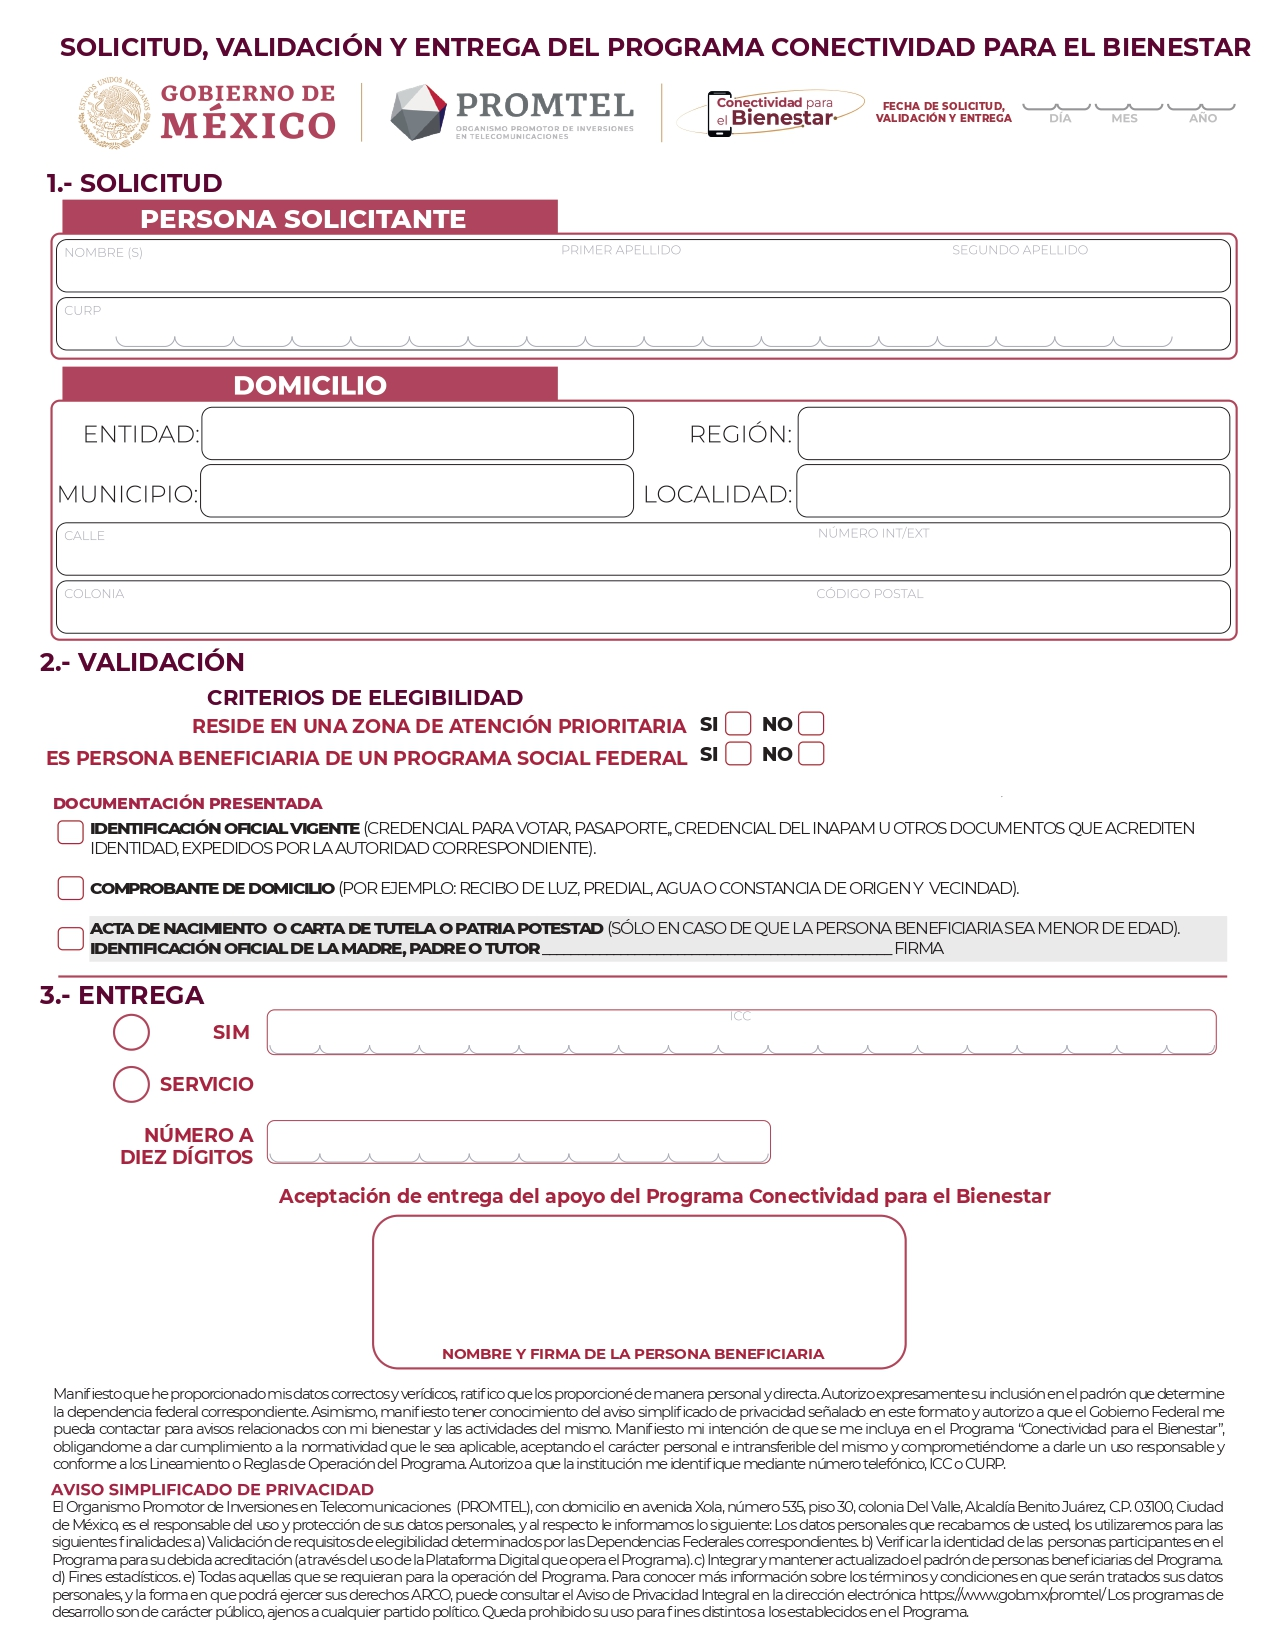 SOLICITUD, VALIDACIÓN Y ENTREGA DEL PROGRAMA CONECTIVIDAD PARA EL BIENESTAR
ESTADOS UNIDOS MEXICANOS
GOBIERNO DE
MÉXICO
PROMTEL
ORGANISMO PROMOTOR DE INVERSIONES
EN TELECOMUNICACIONES
Conectividad para
el Bienestar
FECHA DE SOLICITUD,
VALIDACIÓN Y ENTREGA
DÍA MES AÑO
1.- SOLICITUD
PERSONA SOLICITANTE
NOMBRE (S) PRIMER APELLIDO SEGUNDO APELLIDO
CURP
DOMICILIO
ENTIDAD: REGIÓN:
MUNICIPIO: LOCALIDAD:
CALLE NÚMERO INT/EXT
COLONIA CÓDIGO POSTAL
2.- VALIDACIÓN
CRITERIOS DE ELEGIBILIDAD
RESIDE EN UNA ZONA DE ATENCIÓN PRIORITARIA SI NO
ES PERSONA BENEFICIARIA DE UN PROGRAMA SOCIAL FEDERAL SI NO
DOCUMENTACIÓN PRESENTADA
IDENTIFICACIÓN OFICIAL VIGENTE (CREDENCIAL PARA VOTAR, PASAPORTE,, CREDENCIAL DEL INAPAM U OTROS DOCUMENTOS QUE ACREDITEN
IDENTIDAD, EXPEDIDOS POR LA AUTORIDAD CORRESPONDIENTE).
COMPROBANTE DE DOMICILIO (POR EJEMPLO: RECIBO DE LUZ, PREDIAL, AGUA O CONSTANCIA DE ORIGEN Y VECINDAD).
ACTA DE NACIMIENTO O CARTA DE TUTELA O PATRIA POTESTAD (SÓLO EN CASO DE QUE LA PERSONA BENEFICIARIA SEA MENOR DE EDAD).
IDENTIFICACIÓN OFICIAL DE LA MADRE, PADRE O TUTOR ________________________________________ FIRMA
3.- ENTREGA
ICC
SIM
SERVICIO
NÚMERO A
DIEZ DÍGITOS
Aceptación de entrega del apoyo del Programa Conectividad para el Bienestar
NOMBRE Y FIRMA DE LA PERSONA BENEFICIARIA
Manifiesto que he proporcionado mis datos correctos y verídicos, ratifico que los proporcioné de manera personal y directa. Autorizo expresamente su inclusión en el padrón que determine
la dependencia federal correspondiente. Asimismo, manifiesto tener conocimiento del aviso simplificado de privacidad señalado en este formato y autorizo a que el Gobierno Federal me
pueda contactar para avisos relacionados con mi bienestar y las actividades del mismo. Manifiesto mi intención de que se me incluya en el Programa “Conectividad para el Bienestar”,
obligandome a dar cumplimiento a la normatividad que le sea aplicable, aceptando el carácter personal e intransferible del mismo y comprometiéndome a darle un uso responsable y
conforme a los Lineamiento o Reglas de Operación del Programa. Autorizo a que la institución me identifique mediante número telefónico, ICC o CURP.
AVISO SIMPLIFICADO DE PRIVACIDAD
El Organismo Promotor de Inversiones en Telecomunicaciones (PROMTEL), con domicilio en avenida Xola, número 535, piso 30, colonia Del Valle, Alcaldía Benito Juárez, C.P. 03100, Ciudad
de México, es el responsable del uso y protección de sus datos personales, y al respecto le informamos lo siguiente: Los datos personales que recabamos de usted, los utilizaremos para las
siguientes finalidades: a) Validación de requisitos de elegibilidad determinados por las Dependencias Federales correspondientes. b) Verificar la identidad de las personas participantes en el
Programa para su debida acreditación (a través del uso de la Plataforma Digital que opera el Programa). c) Integrar y mantener actualizado el padrón de personas beneficiarias del Programa.
d) Fines estadísticos. e) Todas aquellas que se requieran para la operación del Programa. Para conocer más información sobre los términos y condiciones en que serán tratados sus datos
personales, y la forma en que podrá ejercer sus derechos ARCO, puede consultar el Aviso de Privacidad Integral en la dirección electrónica https://www.gob.mx/promtel/ Los programas de
desarrollo son de carácter público, ajenos a cualquier partido político. Queda prohibido su uso para fines distintos a los establecidos en el Programa.